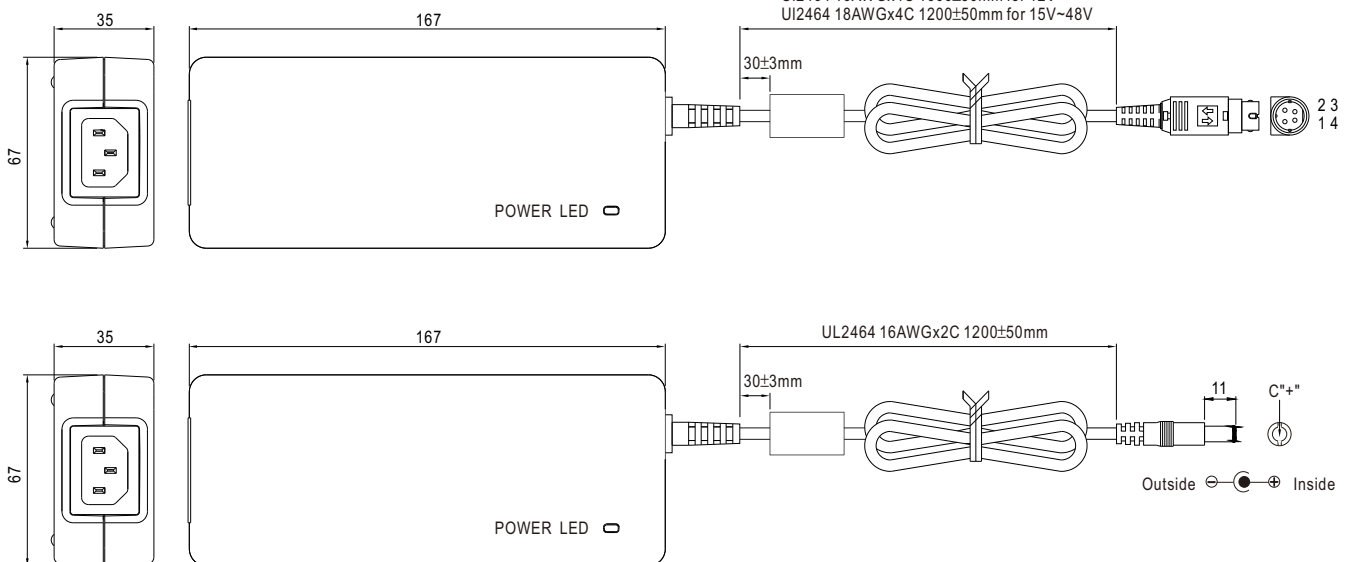 UI2464 18AWGx4C 1200±50mm for 15V~48V
35
167
30±3mm
67
2 3
1 4
POWER LED
35
167
UL2464 16AWGx2C 1200±50mm
30±3mm
11
C"+"
67
Outside
Inside
POWER LED